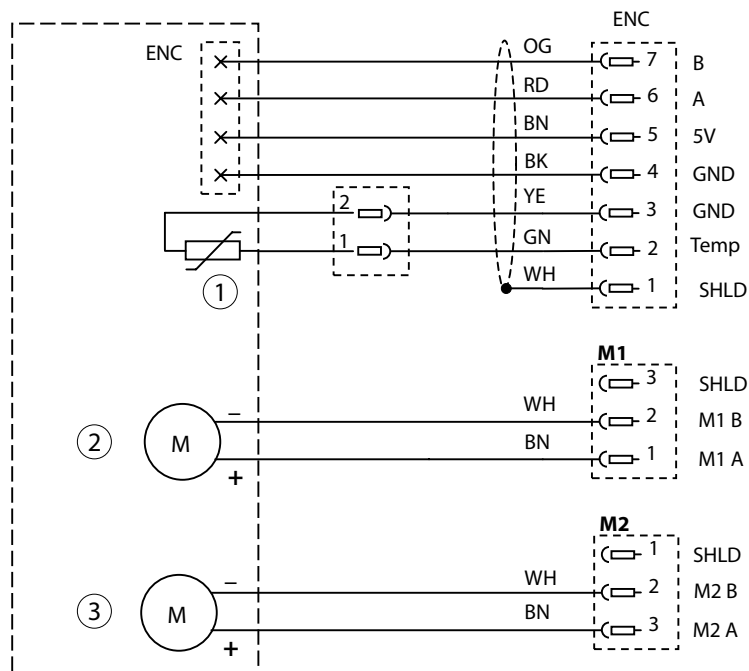 ENC
ENC OG 7 B
RD 6 A
BN 5 5V
BK 4 GND
2 YE 3 GND
1 GN 2 Temp
1 WH 1 SHLD
M1
3 SHLD
– WH 2 M1 B
2 M
BN 1 M1 A
+
M2
1 SHLD
– WH 2 M2 B
3 M BN
3 M2 A
+